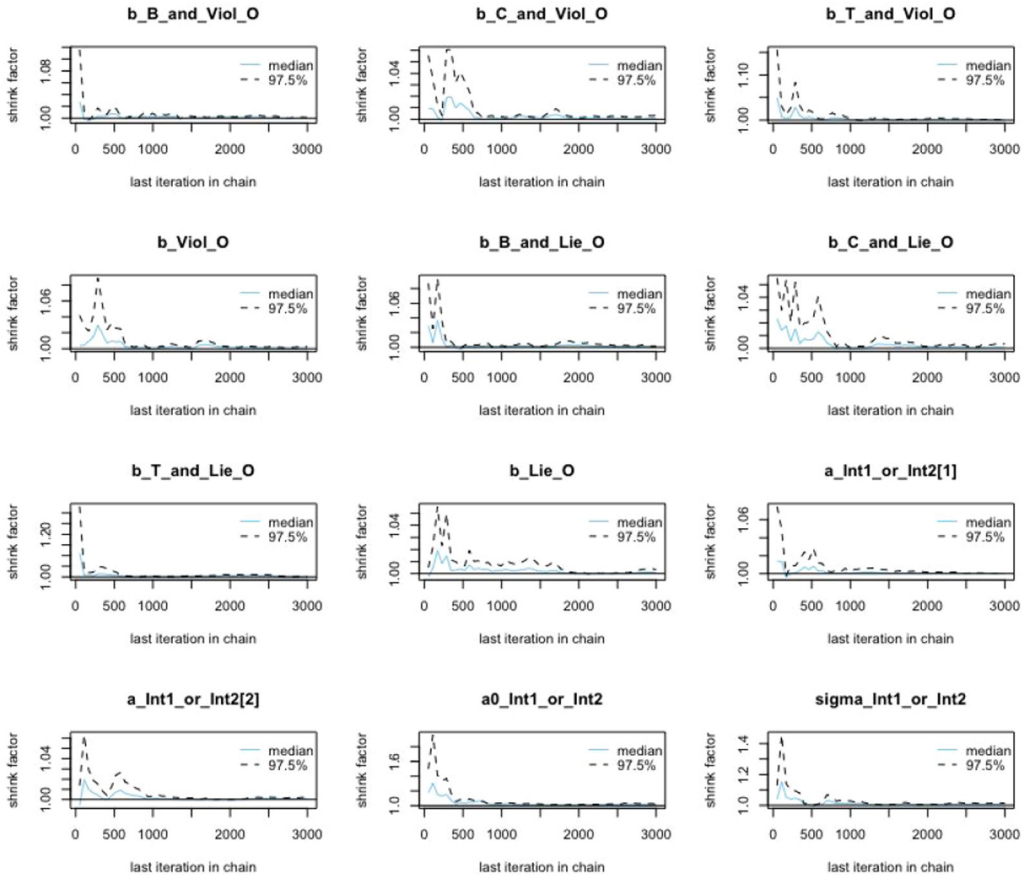 b_B_and_Viol_O
shrink factor
1.00
1.08
median
97.5%
0 500 1000 2000 3000
last iteration in chain
b_C_and_Viol_O
shrink factor
1.00
1.04
median
97.5%
0 500 1000 2000 3000
last iteration in chain
b_T_and_Viol_O
shrink factor
1.00
1.10
median
97.5%
0 500 1000 2000 3000
last iteration in chain
b_Viol_O
shrink factor
1.00
1.06
median
97.5%
0 500 1000 2000 3000
last iteration in chain
b_B_and_Lie_O
shrink factor
1.00
1.06
median
97.5%
0 500 1000 2000 3000
last iteration in chain
b_C_and_Lie_O
shrink factor
1.00
1.04
median
97.5%
0 500 1000 2000 3000
last iteration in chain
b_T_and_Lie_O
shrink factor
1.00
1.20
median
97.5%
0 500 1000 2000 3000
last iteration in chain
b_Lie_O
shrink factor
1.00
1.04
median
97.5%
0 500 1000 2000 3000
last iteration in chain
a_Int1_or_Int2[1]
shrink factor
1.00
1.06
median
97.5%
0 500 1000 2000 3000
last iteration in chain
a_Int1_or_Int2[2]
shrink factor
1.00
1.04
median
97.5%
0 500 1000 2000 3000
last iteration in chain
a0_Int1_or_Int2
shrink factor
1.0
1.6
median
97.5%
0 500 1000 2000 3000
last iteration in chain
sigma_Int1_or_Int2
shrink factor
1.0
1.2
1.4
median
97.5%
0 500 1000 2000 3000
last iteration in chain